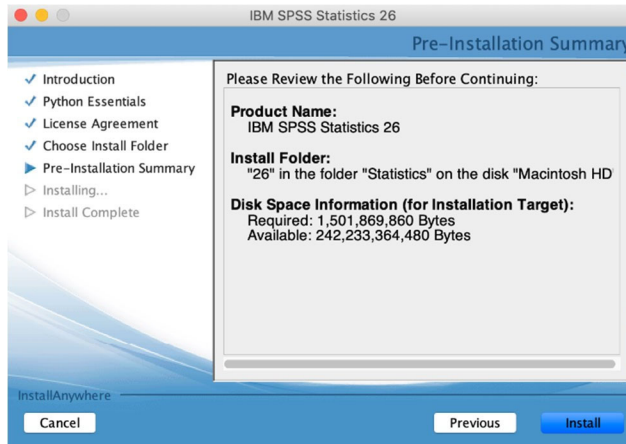 IBM SPSS Statistics 26
Pre-Installation Summary
Introduction
Python Essentials
License Agreement
Choose Install Folder
Pre-Installation Summary
Installing...
Install Complete
Please Review the Following Before Continuing:
Product Name:
IBM SPSS Statistics 26
Install Folder:
"26" in the folder "Statistics" on the disk "Macintosh HD
Disk Space Information (for Installation Target):
Required: 1,501,869,860 Bytes
Available: 242,233,364,480 Bytes
InstallAnywhere
Cancel
Previous
Install